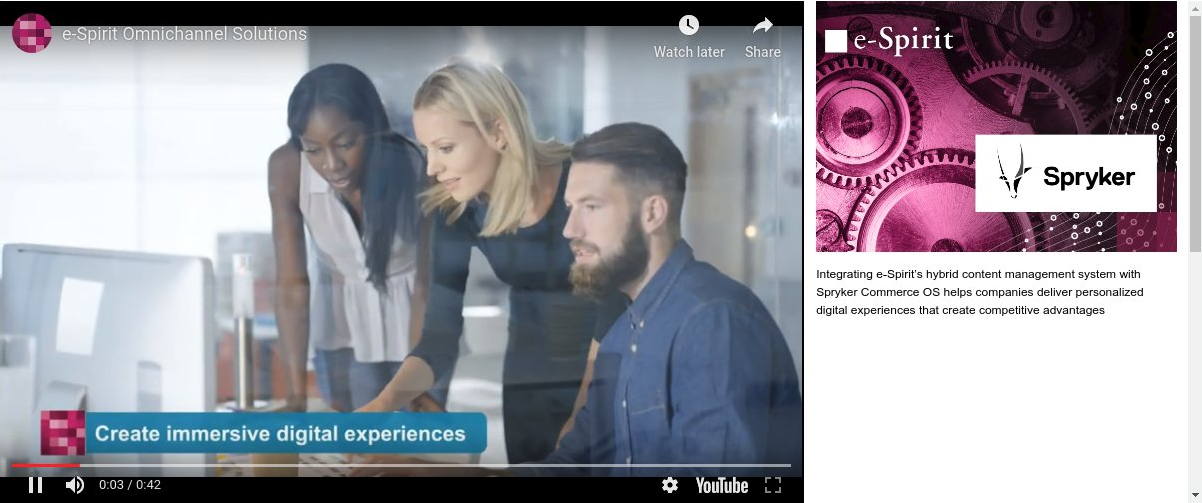 e-Spirit Omnichannel Solutions
Watch later
Share
Create immersive digital experiences
0:03 / 0:42
YouTube
e-Spirit
Spryker
Integrating e-Spirit's hybrid content management system with
Spryker Commerce OS helps companies deliver personalized
digital experiences that create competitive advantages